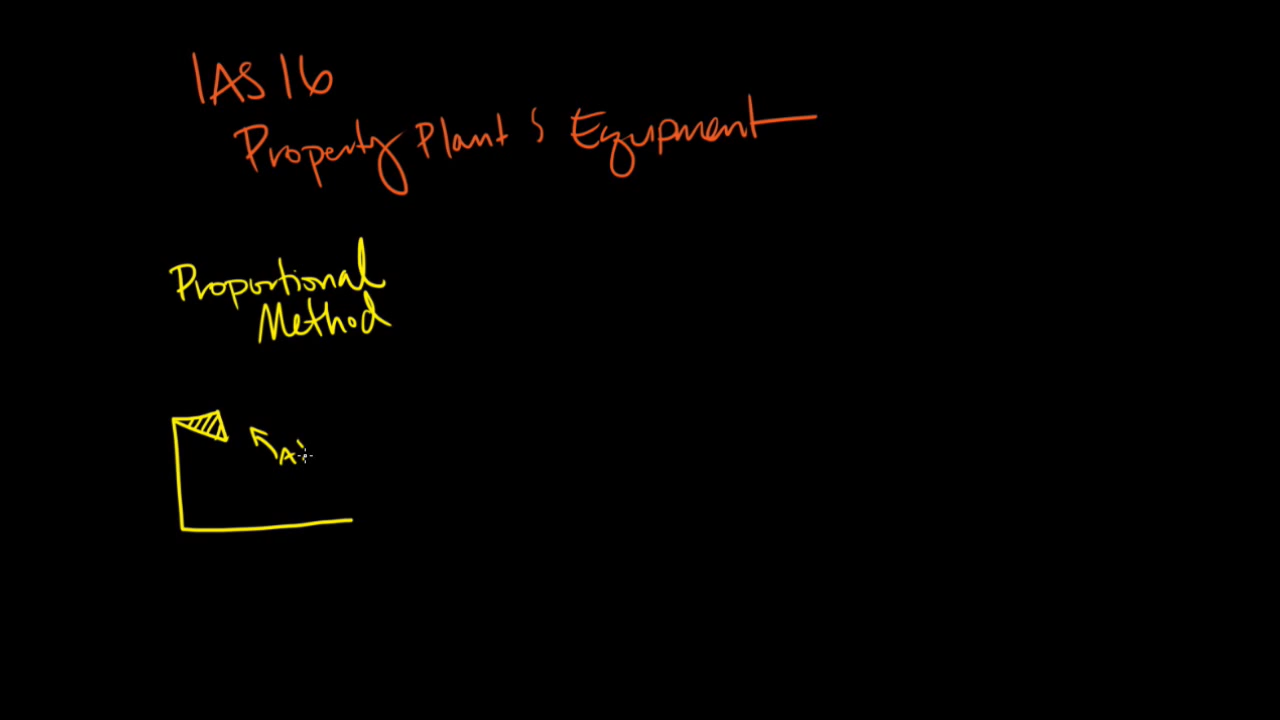 IAS 16
Property Plant & Equipment
Proportional
Method
A